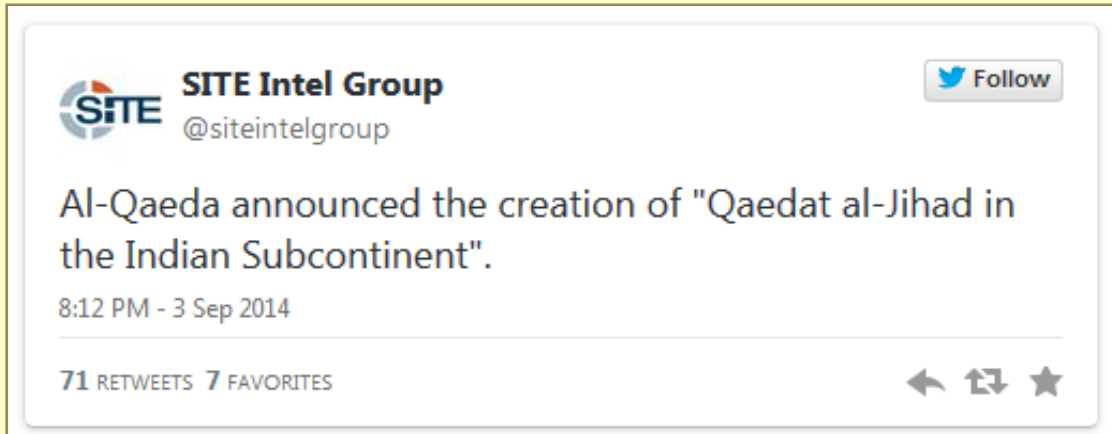 SITE
SITE Intel Group
Follow
@siteintelgroup
Al-Qaeda announced the creation of "Qaedat al-Jihad in
the Indian Subcontinent".
8:12 PM - 3 Sep 2014
71 RETWEETS 7 FAVORITES